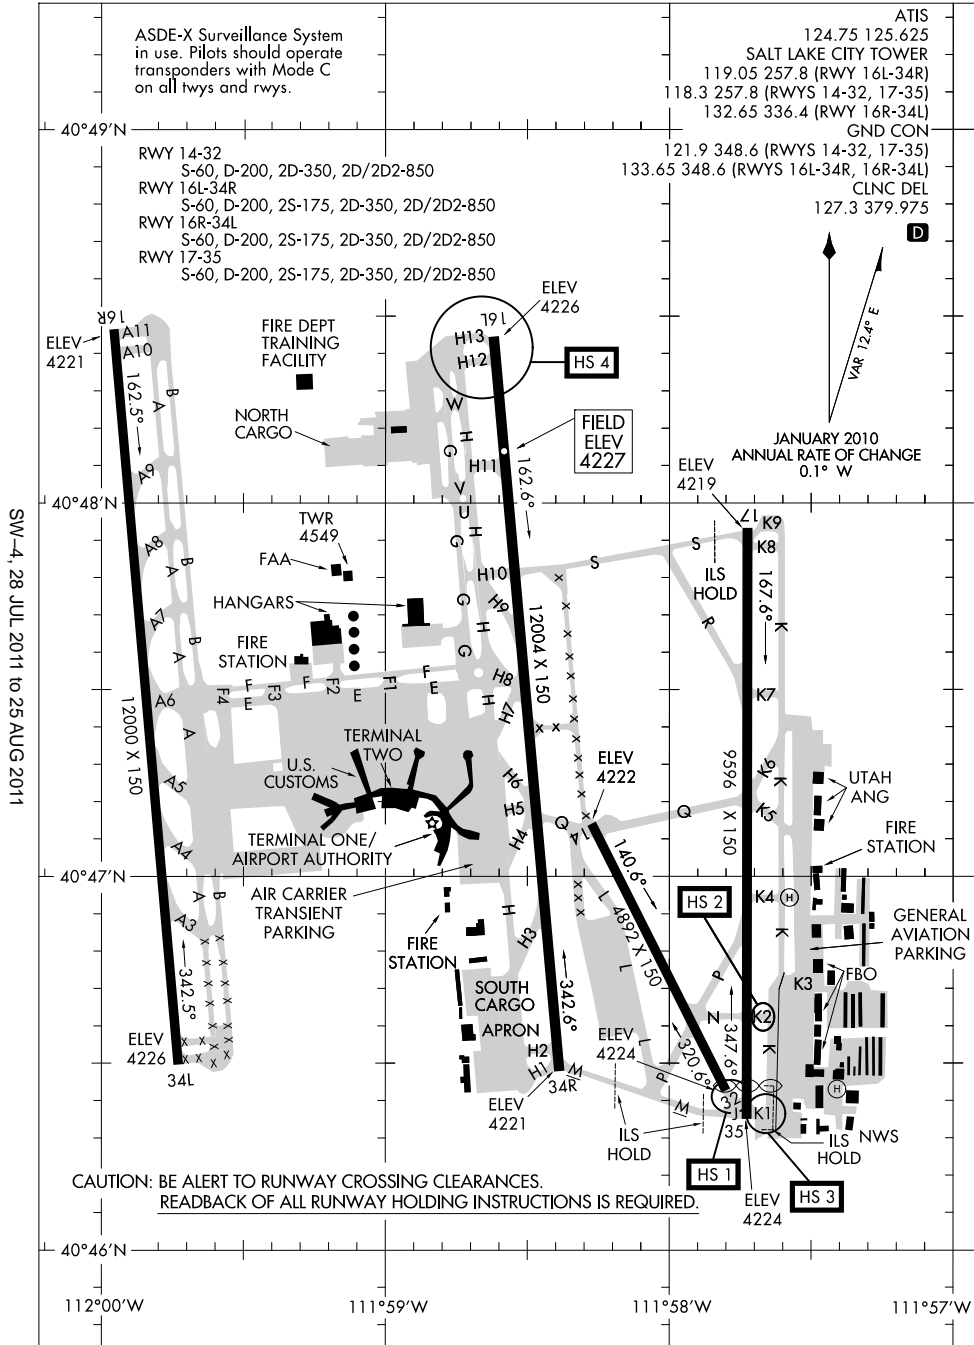 ASDE-X Surveillance System
in use. Pilots should operate
transponders with Mode C
on all twys and rwys.
ATIS
124.75 125.625
SALT LAKE CITY TOWER
119.05 257.8 (RWY 16L-34R)
118.3 257.8 (RWYS 14-32, 17-35)
132.65 336.4 (RWY 16R-34L)
GND CON
121.9 348.6 (RWYS 14-32, 17-35)
133.65 348.6 (RWYS 16L-34R, 16R-34L)
CLNC DEL
127.3 379.975
D
40°49'N
RWY 14-32
S-60, D-200, 2D-350, 2D/2D2-850
RWY 16L-34R
S-60, D-200, 2S-175, 2D-350, 2D/2D2-850
RWY 16R-34L
S-60, D-200, 2S-175, 2D-350, 2D/2D2-850
RWY 17-35
S-60, D-200, 2S-175, 2D-350, 2D/2D2-850
VAR 12.4° E
JANUARY 2010
ANNUAL RATE OF CHANGE
0.1° W
16R
ELEV
4221
A11
A10
162.5°
A
B
A9
FIRE DEPT
TRAINING
FACILITY
NORTH
CARGO
ELEV
4226
16L
H13
H12
HS 4
W
H
G
H11
FIELD
ELEV
4227
162.6°
V
U
H
G
ELEV
4219
17
K9
K8
40°48'N
TWR
4549
FAA
HANGARS
FIRE
STATION
A8
A
B
A7
A
B
H10
H9
G
H
G
S
S
ILS
HOLD
R
167.6°
K
12004 X 150
F4
F
E
F3
F
F2
E
F1
F
E
H8
H
H7
K7
A6
A
12000 X 150
TERMINAL
TWO
U.S.
CUSTOMS
TERMINAL ONE/
AIRPORT AUTHORITY
A5
A4
H6
H5
H4
ELEV
4222
Q
14
Q
9596 X 150
K6
K
K5
UTAH
ANG
FIRE
STATION
40°47'N
AIR CARRIER
TRANSIENT
PARKING
FIRE
STATION
A
B
A3
342.5°
H
H3
140.6°
L
4892 X 150
L
HS 2
K4
H
K
GENERAL
AVIATION
PARKING
FBO
K3
P
N
K2
K
347.6°
SOUTH
CARGO
APRON
342.6°
ELEV
4226
34L
H2
H1
34R
M
ELEV
4221
ELEV
4224
320.6°
L
P
M
32
J
35
K1
ILS
HOLD
HS 1
ELEV
4224
HS 3
ILS
HOLD
NWS
H
CAUTION: BE ALERT TO RUNWAY CROSSING CLEARANCES.
READBACK OF ALL RUNWAY HOLDING INSTRUCTIONS IS REQUIRED.
40°46'N
112°00'W
111°59'W
111°58'W
111°57'W
SW-4, 28 JUL 2011 to 25 AUG 2011